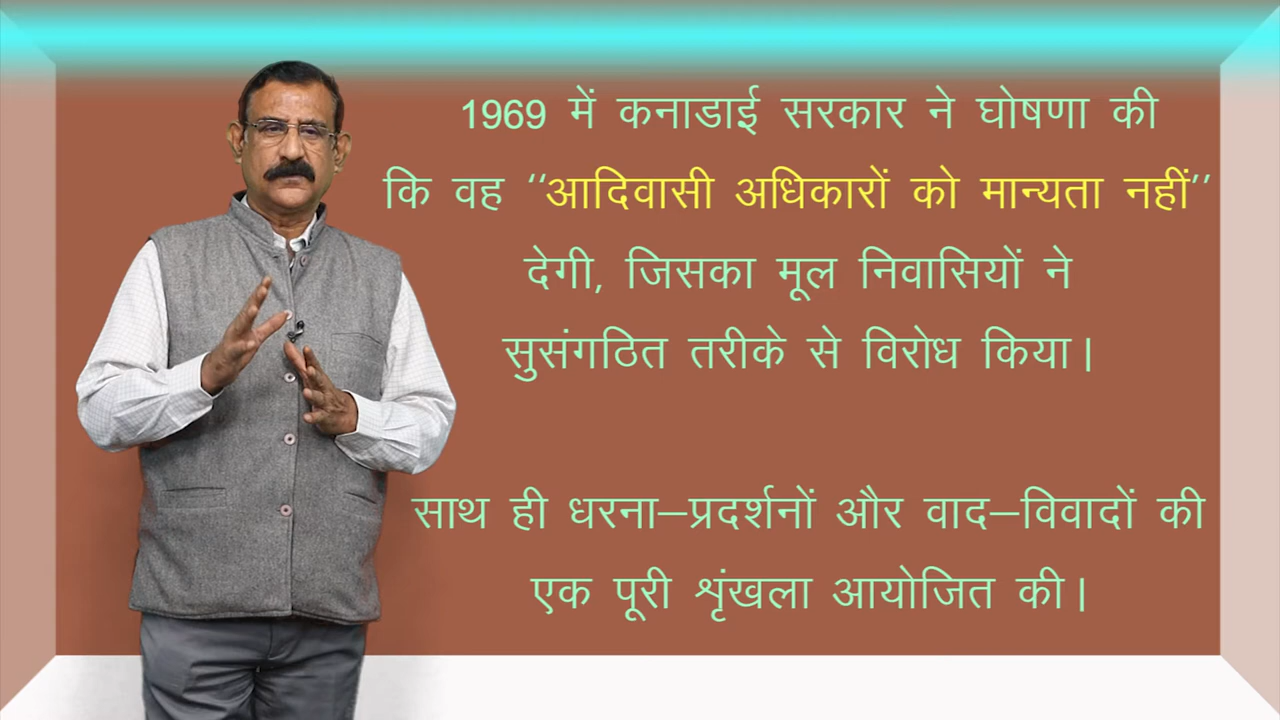 1969 में कनाडाई सरकार ने घोषणा की
कि वह ‘‘आदिवासी अधिकारों को मान्यता नहीं’’
देगी, जिसका मूल निवासियों ने
सुसंगठित तरीके से विरोध किया।
साथ ही धरना–प्रदर्शनों और वाद–विवादों की
एक पूरी शृंखला आयोजित की।